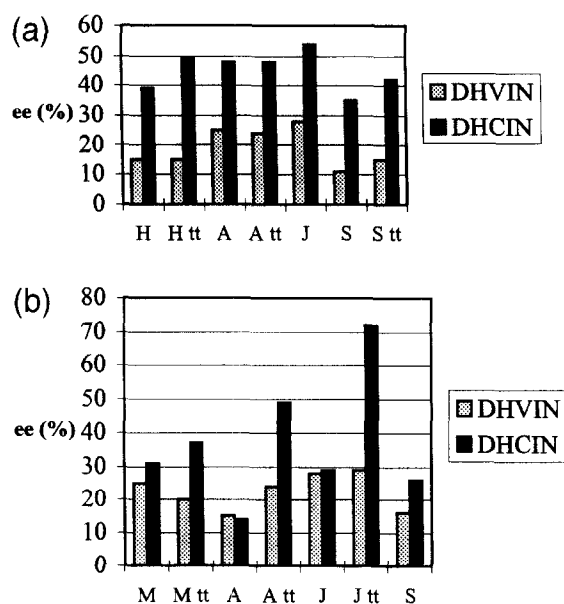 (a)
60
50
40
ee (%) 30
20
10
0
H H tt A A tt J S S tt
DHVIN
DHCIN
(b)
80
70
60
50
ee (%) 40
30
20
10
0
M M tt A A tt J J tt S
DHVIN
DHCIN